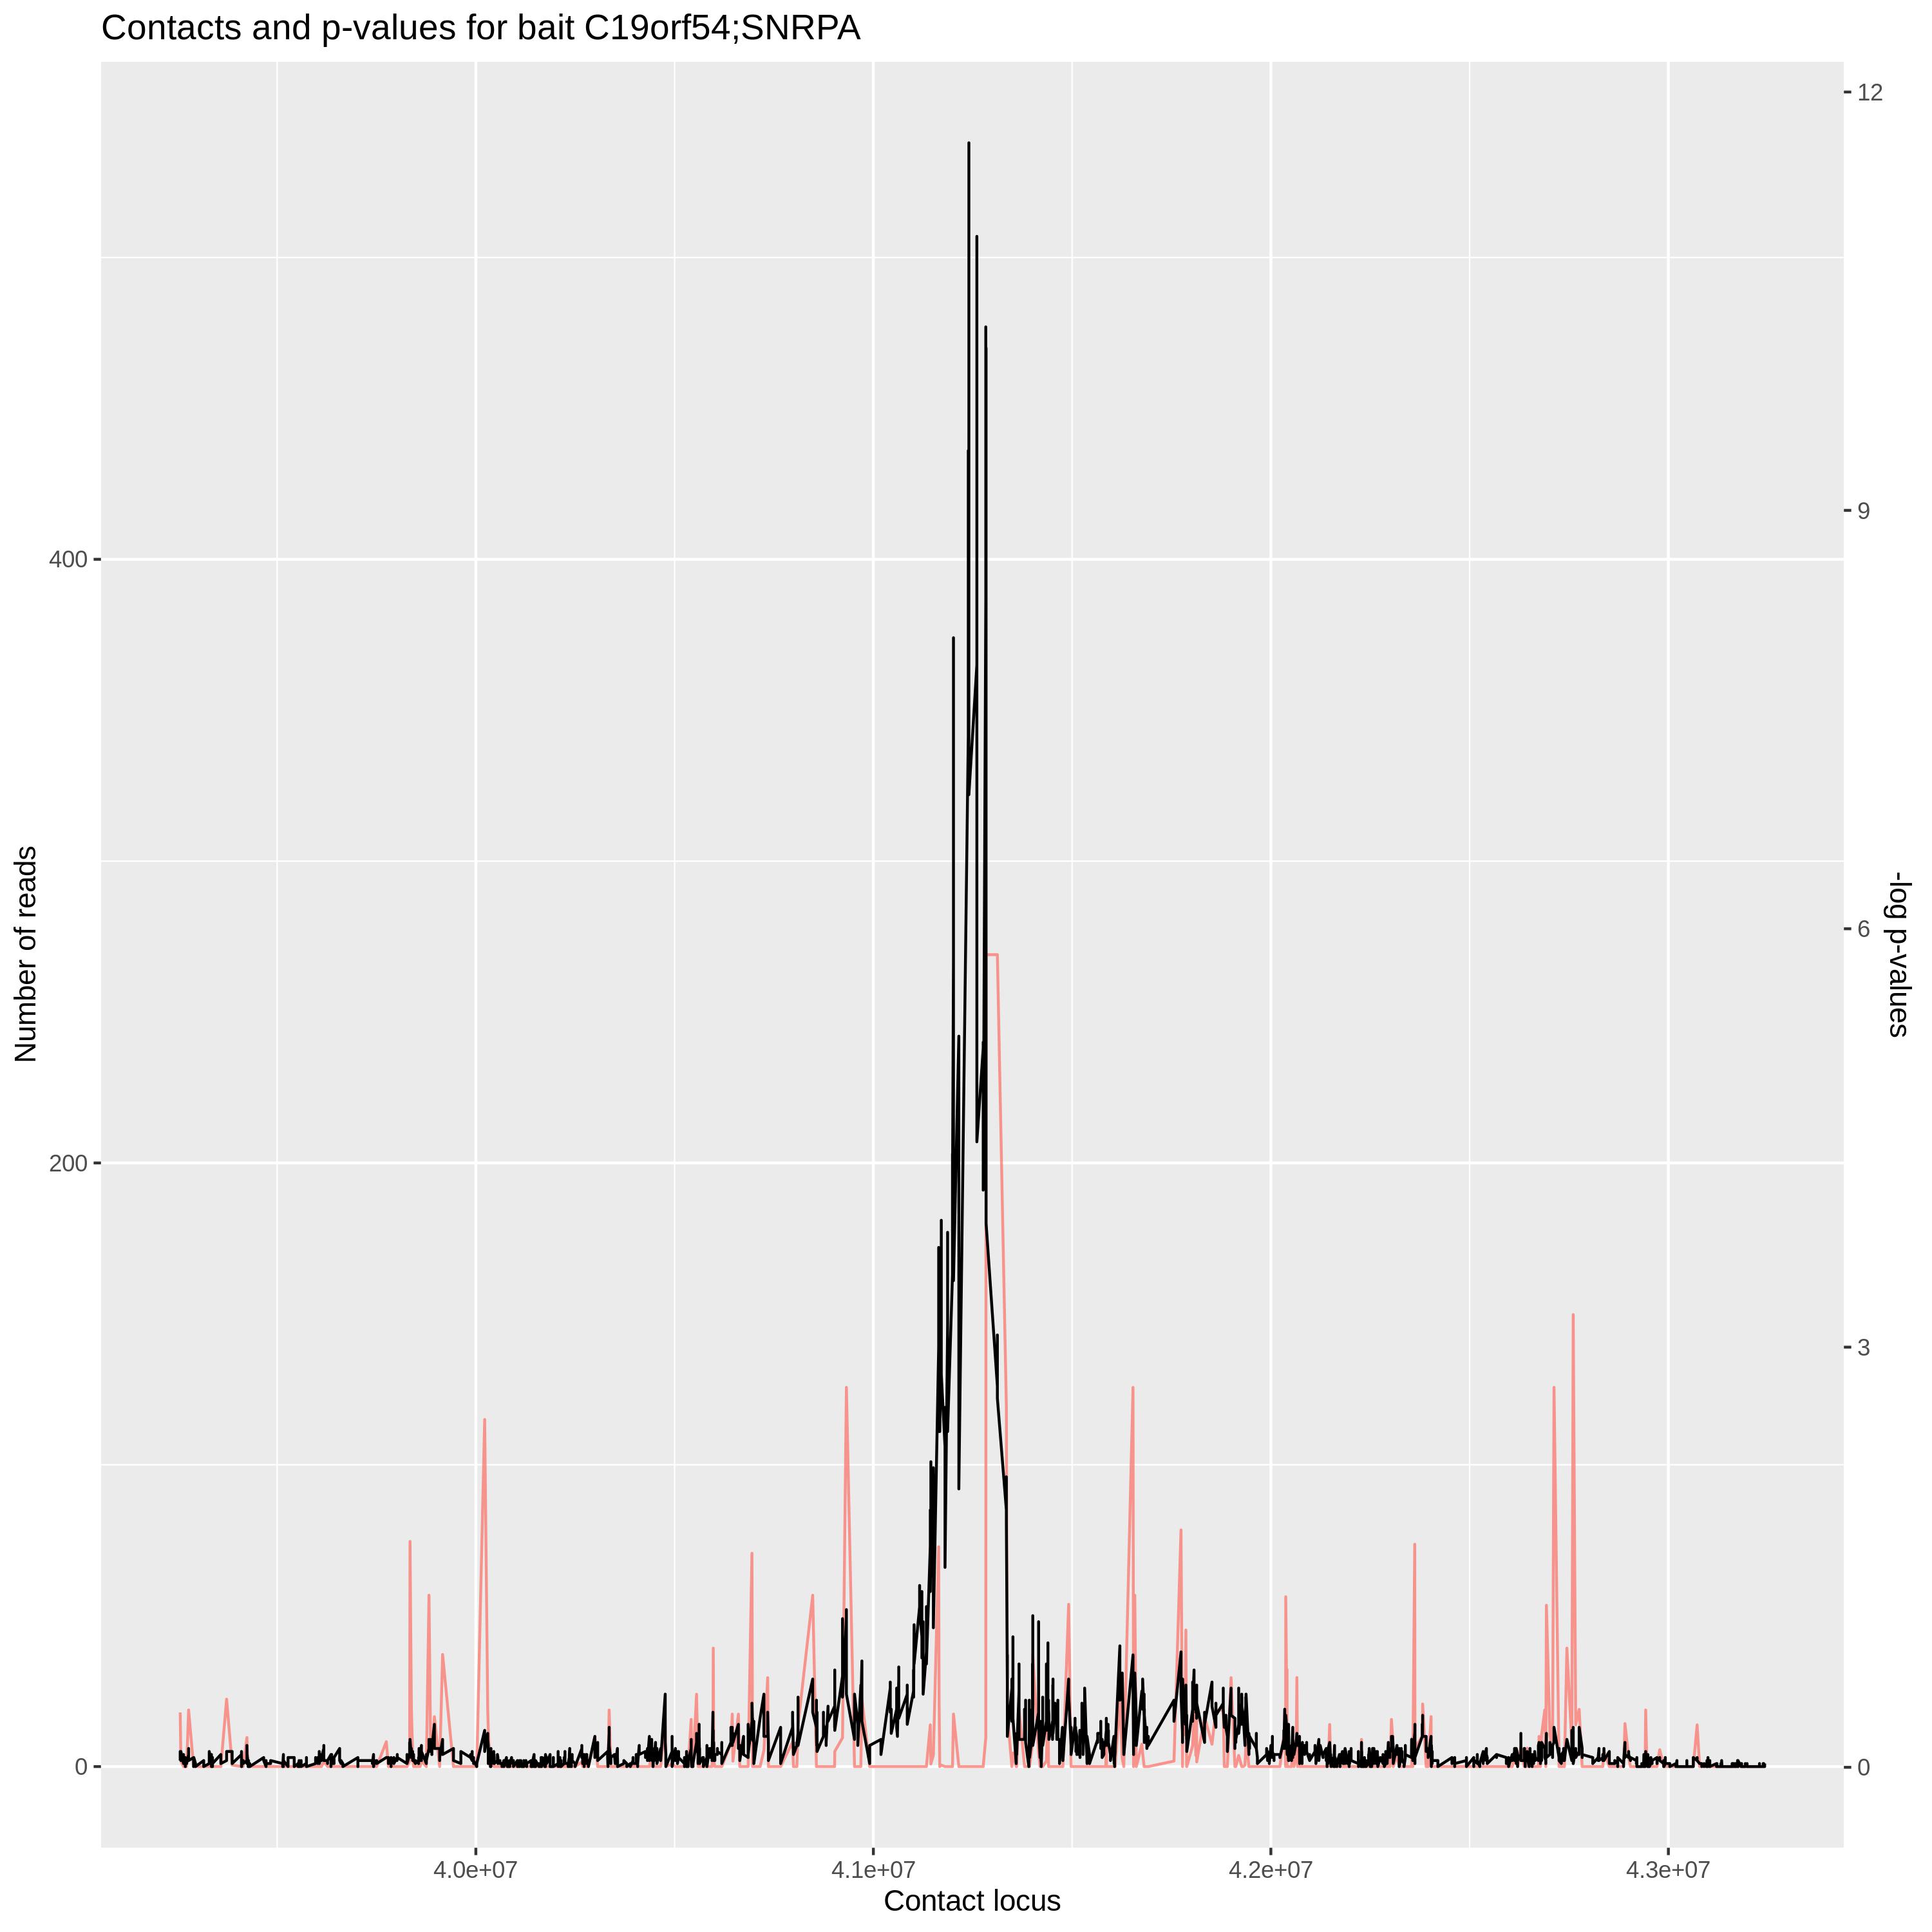 Contacts and p-values for bait C19orf54;SNRPA
12
9
6
3
0
400
200
0
Number of reads
-log p-values
4.0e+07
4.1e+07
4.2e+07
4.3e+07
Contact locus